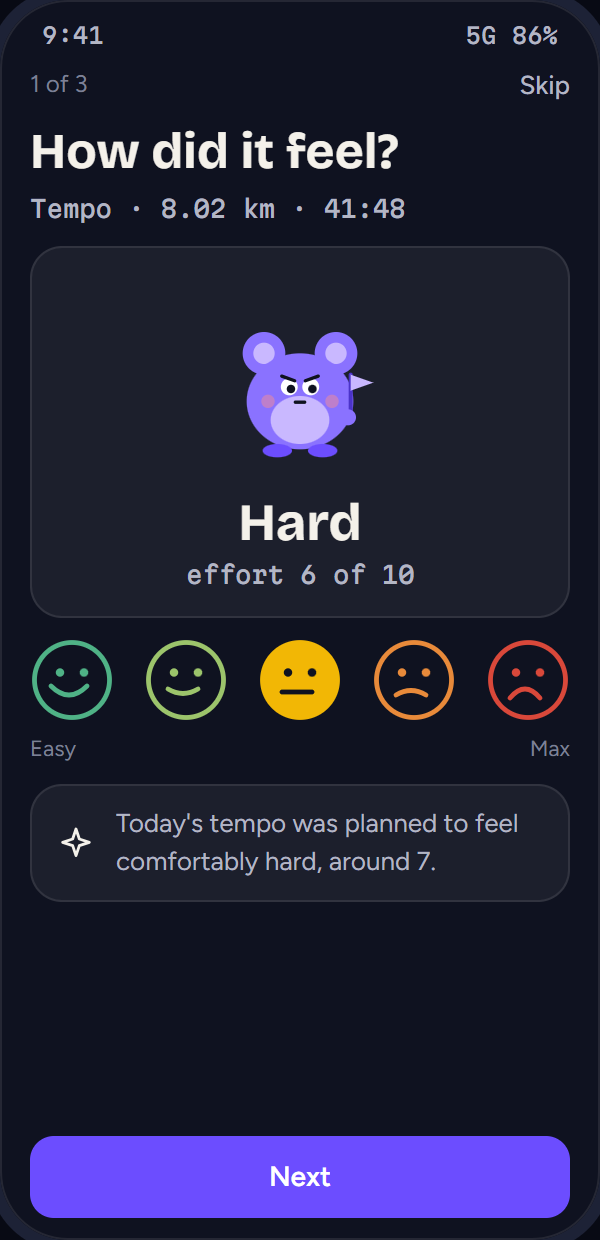 9:41
5G 86%
1 of 3
Skip
How did it feel?
Tempo · 8.02 km · 41:48
Hard
effort 6 of 10
Easy
Max
Today's tempo was planned to feel
comfortably hard, around 7.
Next